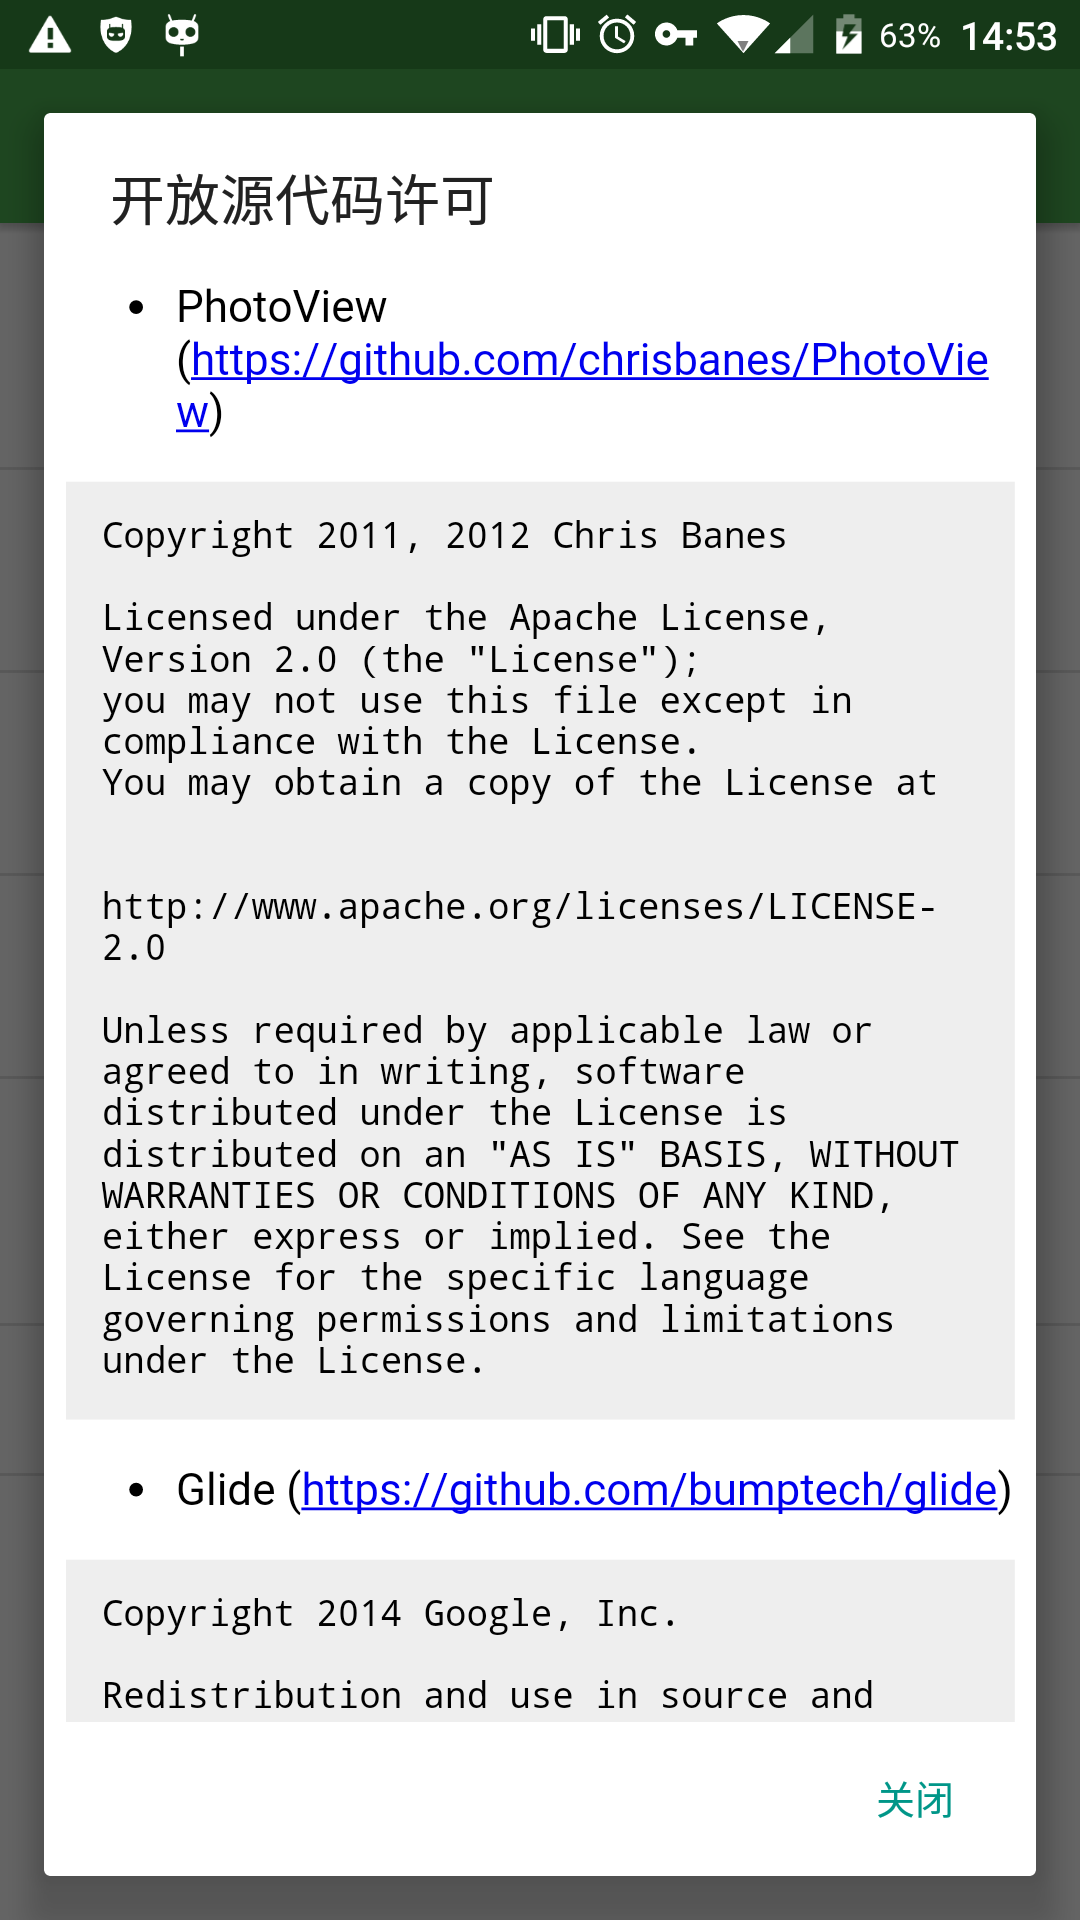 63% 14:53
开放源代码许可
• PhotoView
(https://github.com/chrisbanes/PhotoVie
w)
Copyright 2011, 2012 Chris Banes
Licensed under the Apache License,
Version 2.0 (the "License");
you may not use this file except in
compliance with the License.
You may obtain a copy of the License at
http://www.apache.org/licenses/LICENSE-
2.0
Unless required by applicable law or
agreed to in writing, software
distributed under the License is
distributed on an "AS IS" BASIS, WITHOUT
WARRANTIES OR CONDITIONS OF ANY KIND,
either express or implied. See the
License for the specific language
governing permissions and limitations
under the License.
• Glide (https://github.com/bumptech/glide)
Copyright 2014 Google, Inc.
Redistribution and use in source and
关闭